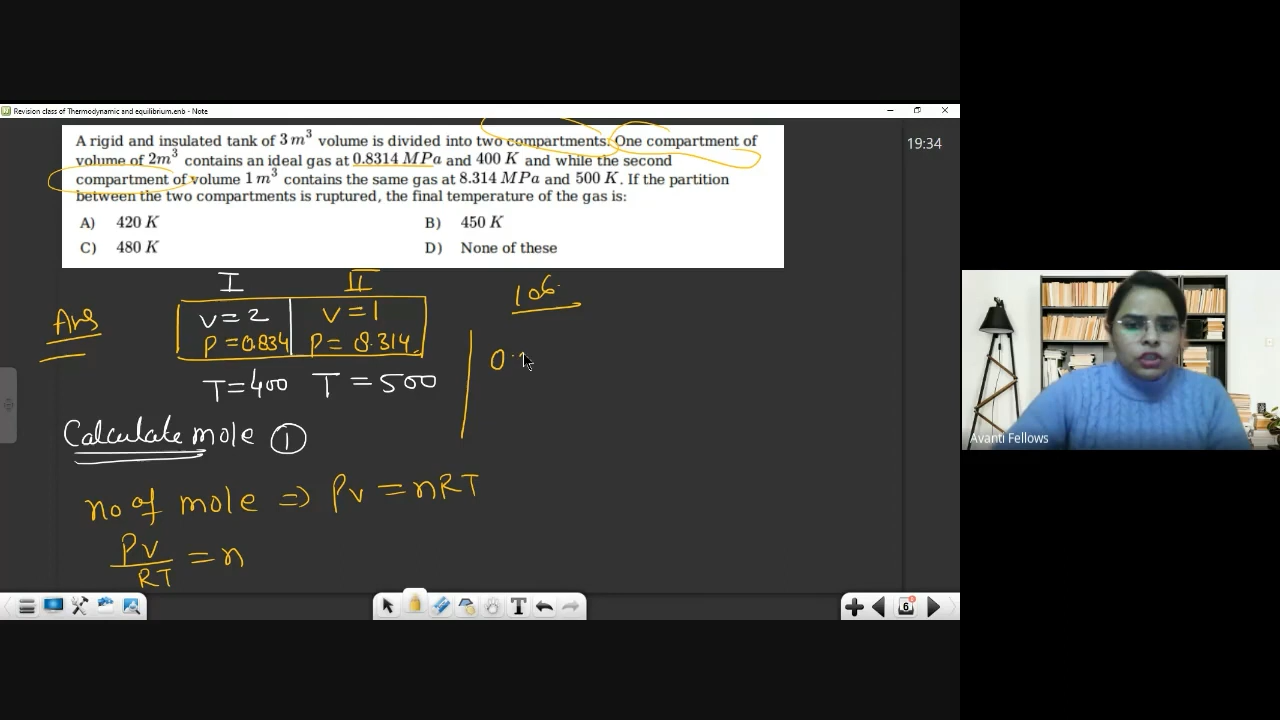 Revision class of Thermodynamic and equilibrium.enb - Note
A rigid and insulated tank of 3 m³ volume is divided into two compartments. One compartment of
volume of 2m³ contains an ideal gas at 0.8314 MPa and 400 K and while the second
compartment of volume 1 m³ contains the same gas at 8.314 MPa and 500 K. If the partition
between the two compartments is ruptured, the final temperature of the gas is:
A) 420 K B) 450 K
C) 480 K D) None of these
19:34
I II
Ans
V = 2 V = 1
P = 0.834 P = 8.314
T = 400 T = 500
10⁶
0.
Calculate mole ①
no of mole ⇒ PV = nRT
PV/RT = n
Avanti Fellows
6